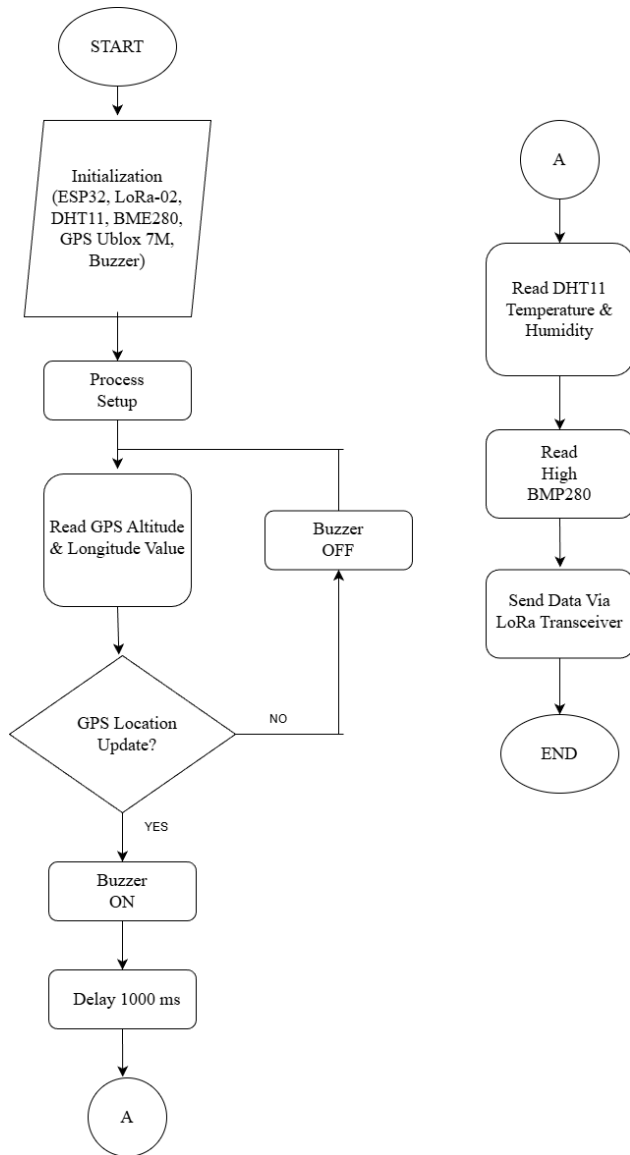 START
Initialization
(ESP32, LoRa-02,
DHT11, BME280,
GPS Ublox 7M,
Buzzer)
Process
Setup
Read GPS Altitude
& Longitude Value
Buzzer
OFF
GPS Location
Update?
NO
YES
Buzzer
ON
Delay 1000 ms
A
A
Read DHT11
Temperature &
Humidity
Read
High
BMP280
Send Data Via
LoRa Transceiver
END